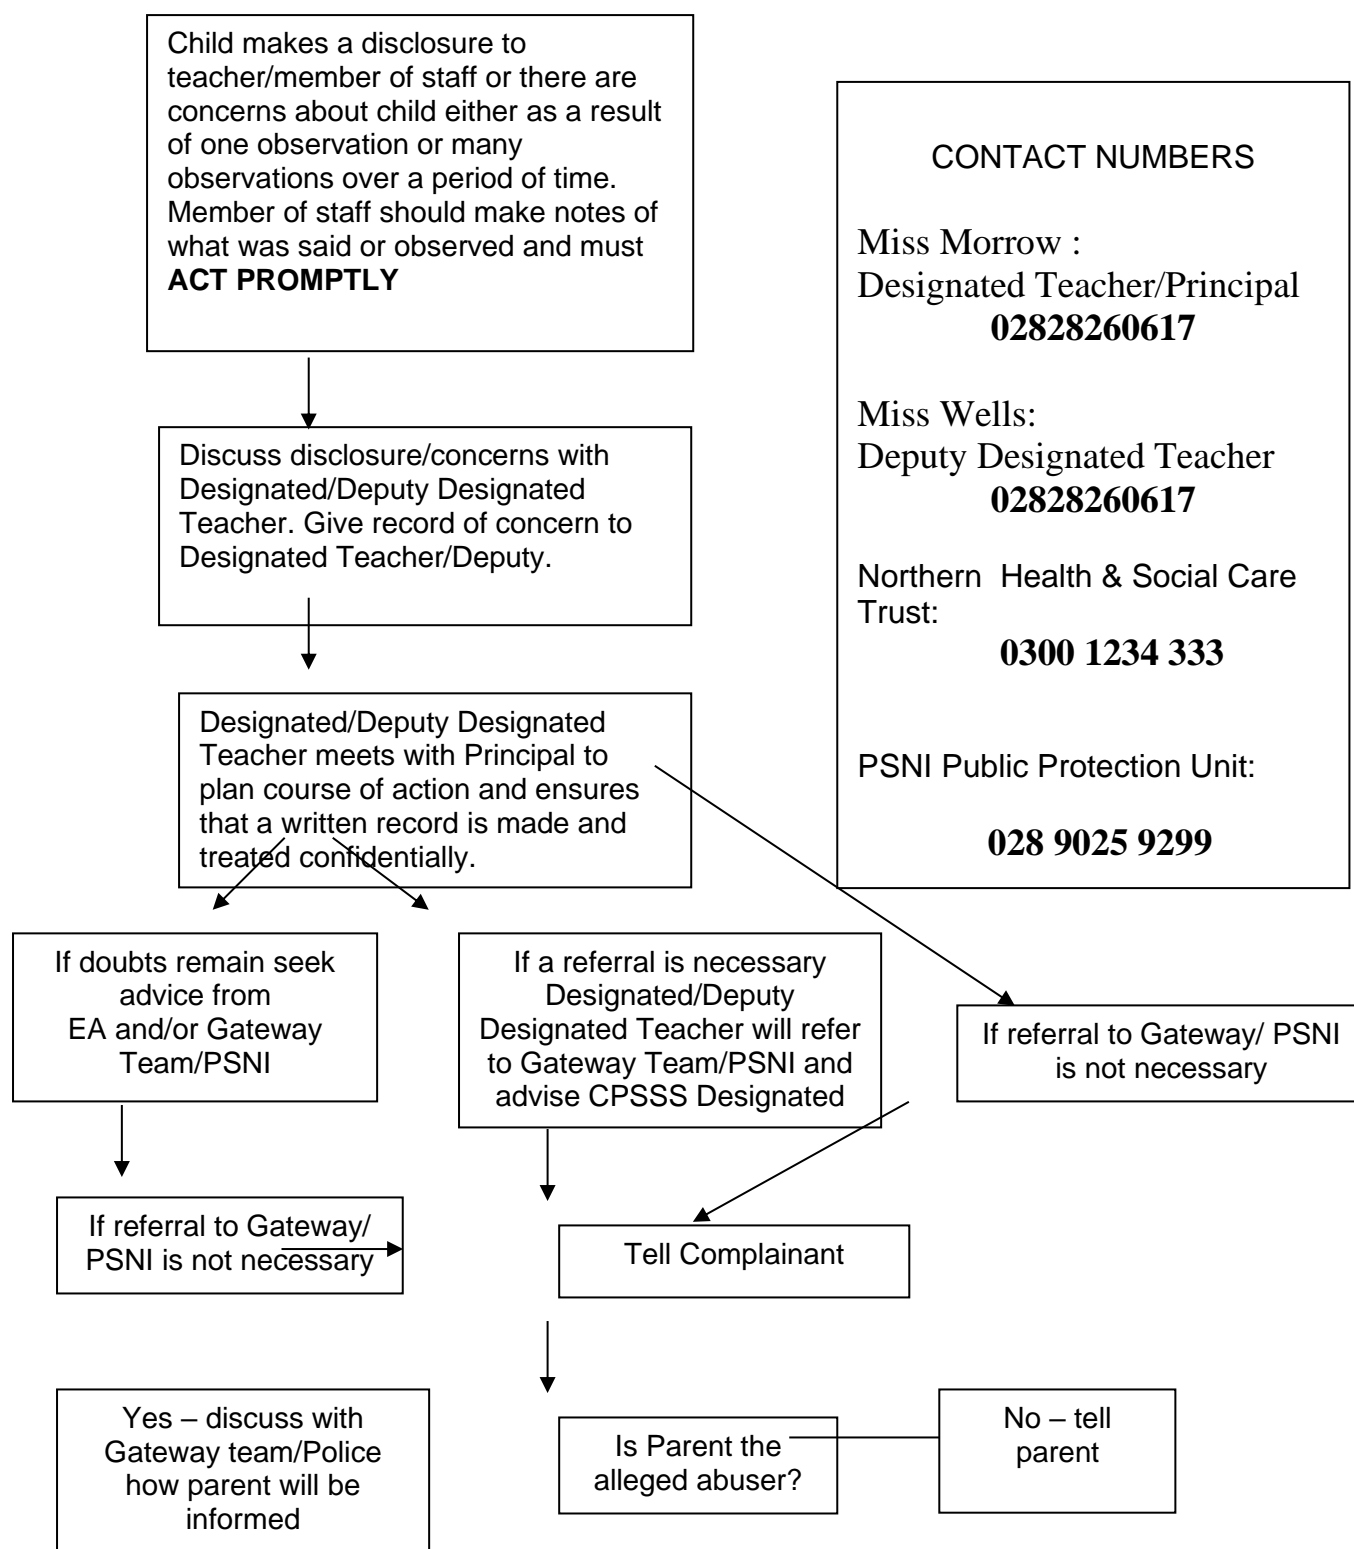 Child makes a disclosure to
teacher/member of staff or there are
concerns about child either as a result
of one observation or many
observations over a period of time.
Member of staff should make notes of
what was said or observed and must
ACT PROMPTLY
CONTACT NUMBERS
Miss Morrow :
Designated Teacher/Principal
02828260617
Miss Wells:
Deputy Designated Teacher
02828260617
Northern Health & Social Care
Trust:
0300 1234 333
PSNI Public Protection Unit:
028 9025 9299
Discuss disclosure/concerns with
Designated/Deputy Designated
Teacher. Give record of concern to
Designated Teacher/Deputy.
Designated/Deputy Designated
Teacher meets with Principal to
plan course of action and ensures
that a written record is made and
treated confidentially.
If doubts remain seek
advice from
EA and/or Gateway
Team/PSNI
If a referral is necessary
Designated/Deputy
Designated Teacher will refer
to Gateway Team/PSNI and
advise CPSSS Designated
If referral to Gateway/ PSNI
is not necessary
If referral to Gateway/
PSNI is not necessary
Tell Complainant
Yes – discuss with
Gateway team/Police
how parent will be
informed
Is Parent the
alleged abuser?
No – tell
parent